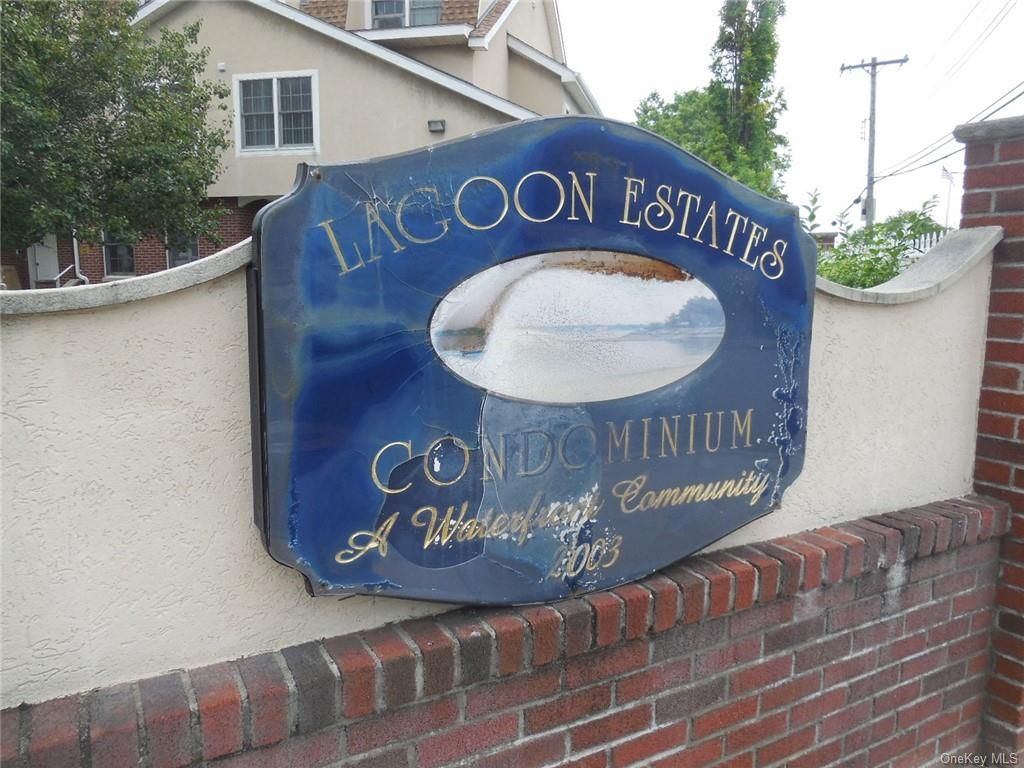 LAGOON ESTATES
CONDOMINIUM
A Waterfront Community
2003
OneKey MLS